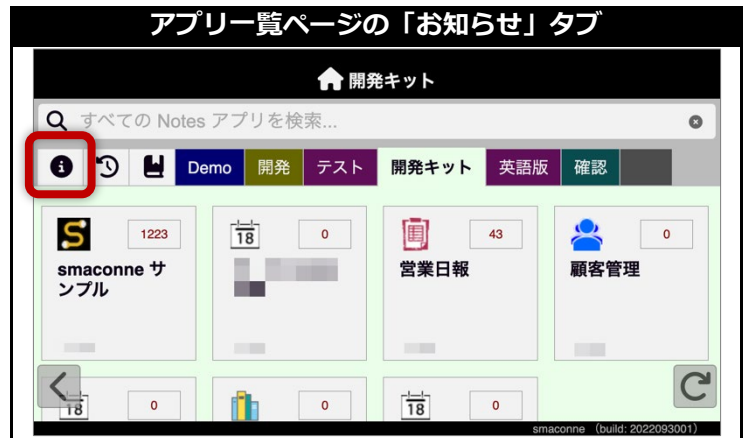 アプリ一覧ページの「お知らせ」タブ
開発キット
すべての Notes アプリを検索...
Demo 開発 テスト 開発キット 英語版 確認
1223 18 0 43 0
smaconne サ
ンプル
営業日報
顧客管理
18 0 0 18 0
smaconne （build: 2022093001）